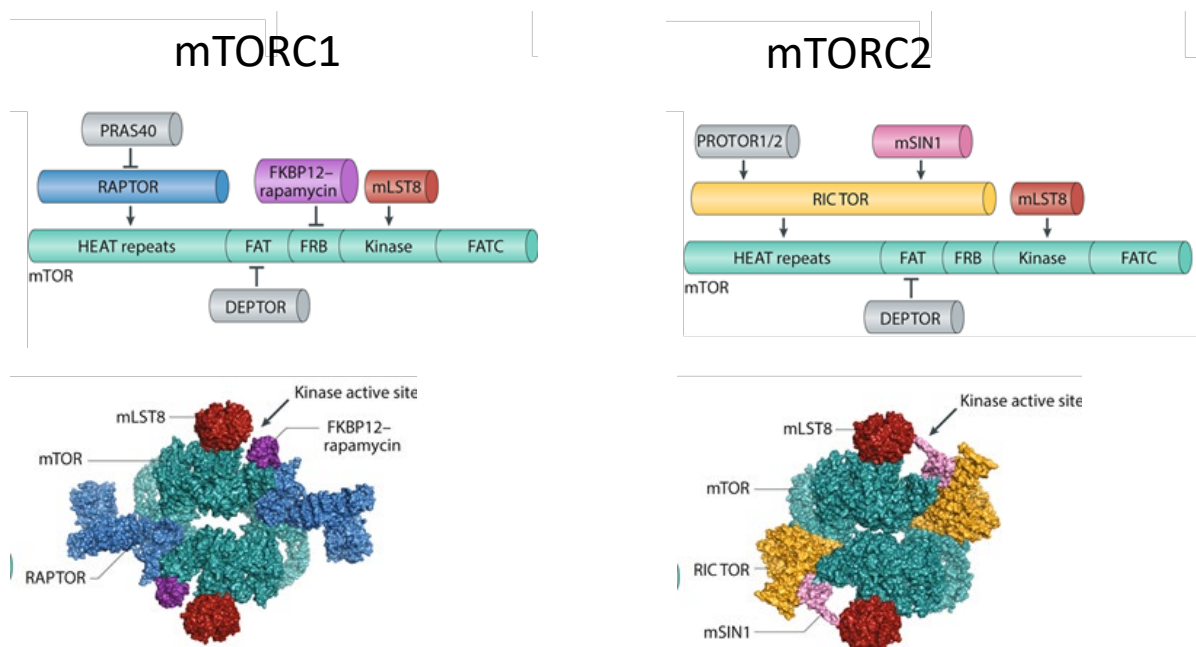 mTORC1
PRAS40
RAPTOR
FKBP12–
rapamycin
mLST8
HEAT repeats
FAT
FRB
Kinase
FATC
mTOR
DEPTOR
Kinase active site
mLST8
FKBP12–
rapamycin
mTOR
RAPTOR
mTORC2
PROTOR1/2
mSIN1
RICTOR
mLST8
HEAT repeats
FAT
FRB
Kinase
FATC
mTOR
DEPTOR
Kinase active site
mLST8
mTOR
RICTOR
mSIN1